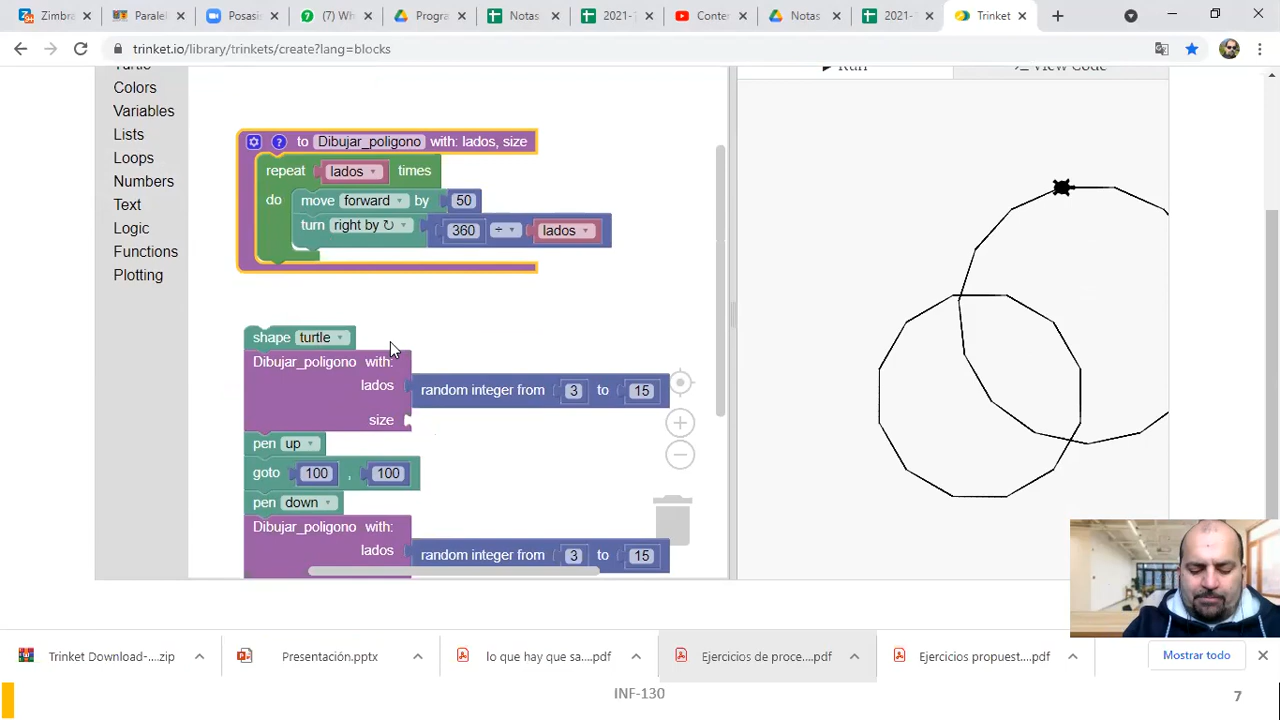 Zimb
Parale
Posas
(7) Wh
Progra
Notas
2021-
Conte
Notas
2021-
Trinket
trinket.io/library/trinkets/create?lang=blocks
Colors
Variables
Lists
Loops
Numbers
Text
Logic
Functions
Plotting
Run
View Code
to Dibujar_poligono with: lados, size
repeat lados times
do move forward by 50
turn right by ↻ 360 ÷ lados
shape turtle
Dibujar_poligono with:
lados random integer from 3 to 15
size
pen up
goto 100 , 100
pen down
Dibujar_poligono with:
lados random integer from 3 to 15
Trinket Download-....zip
Presentación.pptx
lo que hay que sa....pdf
Ejercicios de proce....pdf
Ejercicios propuest....pdf
Mostrar todo
INF-130
7